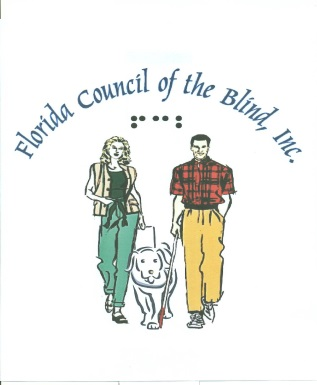 Florida Council of the Blind, Inc.
⠋⠉⠃